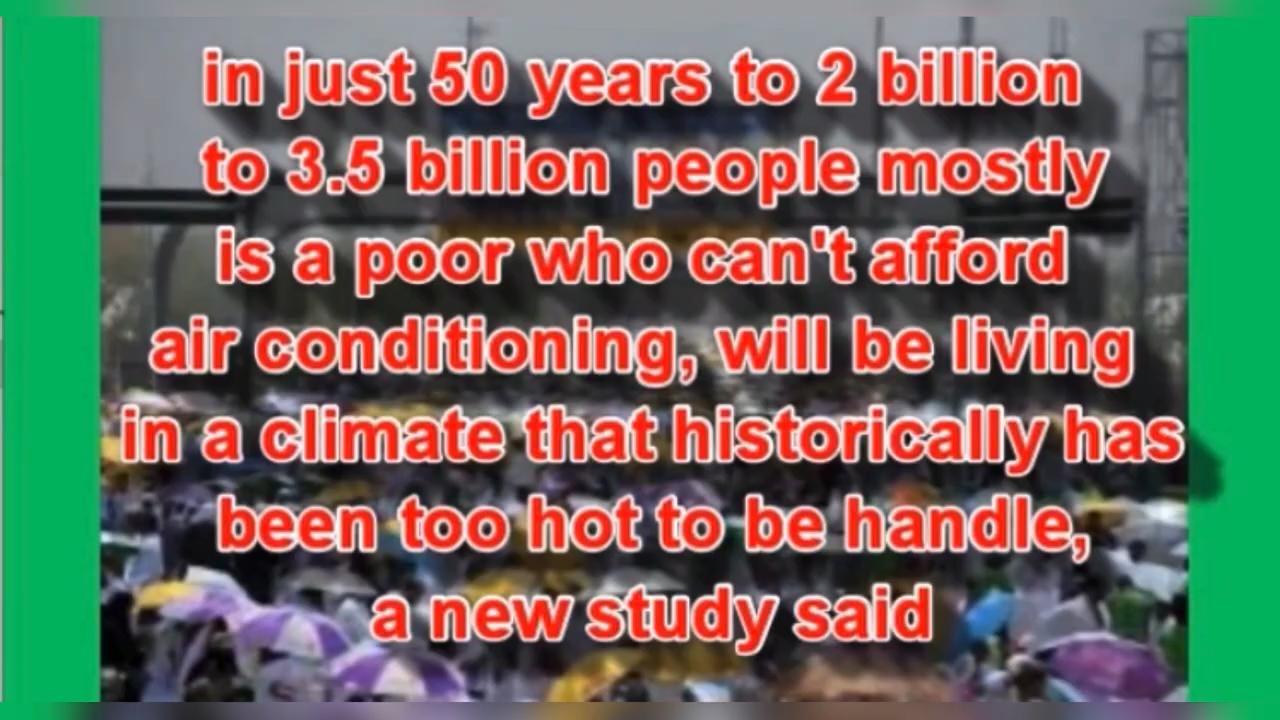 in just 50 years to 2 billion
to 3.5 billion people mostly
is a poor who can't afford
air conditioning, will be living
in a climate that historically has
been too hot to be handle,
a new study said